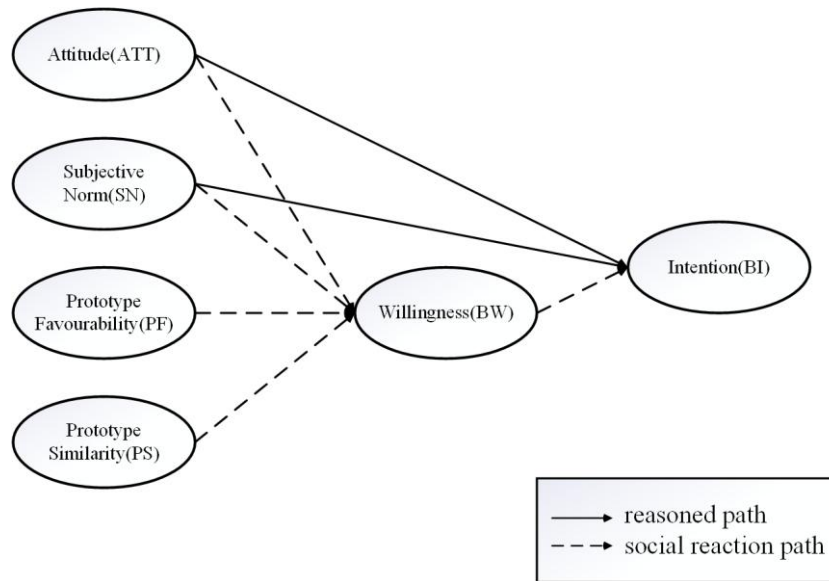 Attitude(ATT)
Subjective
Norm(SN)
Prototype
Favourability(PF)
Prototype
Similarity(PS)
Willingness(BW)
Intention(BI)
reasoned path
social reaction path